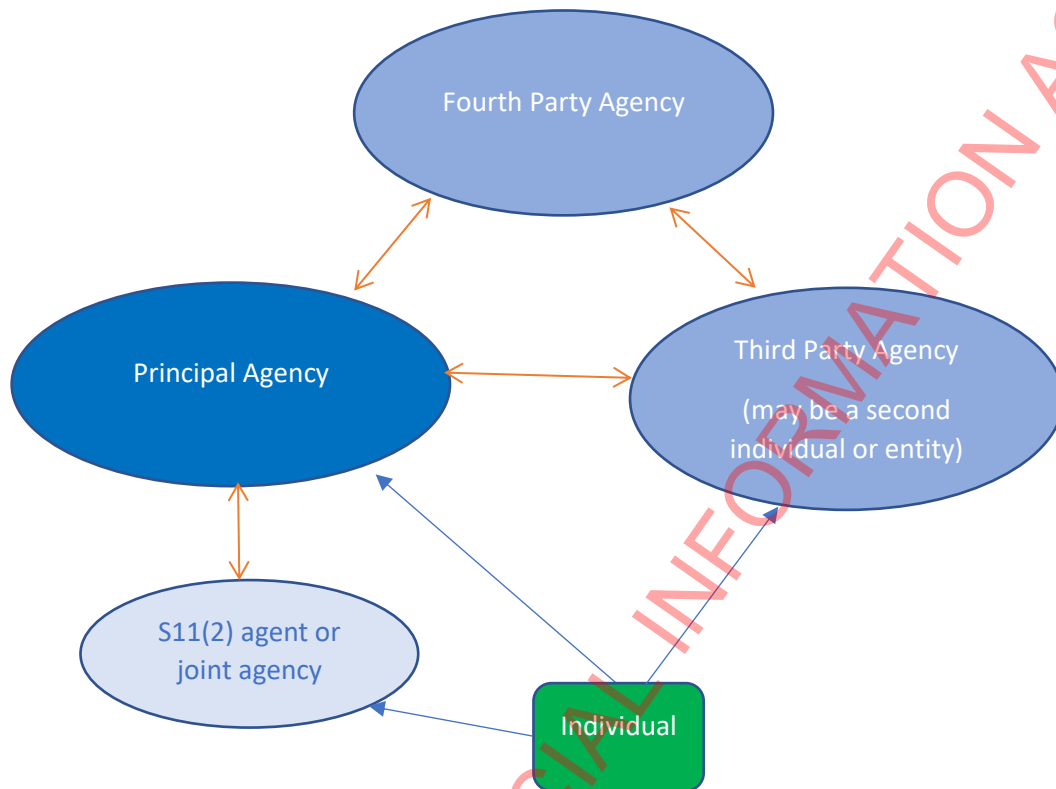 Fourth Party Agency
Principal Agency
Third Party Agency
(may be a second
individual or entity)
S11(2) agent or
joint agency
Individual
INFORMATION